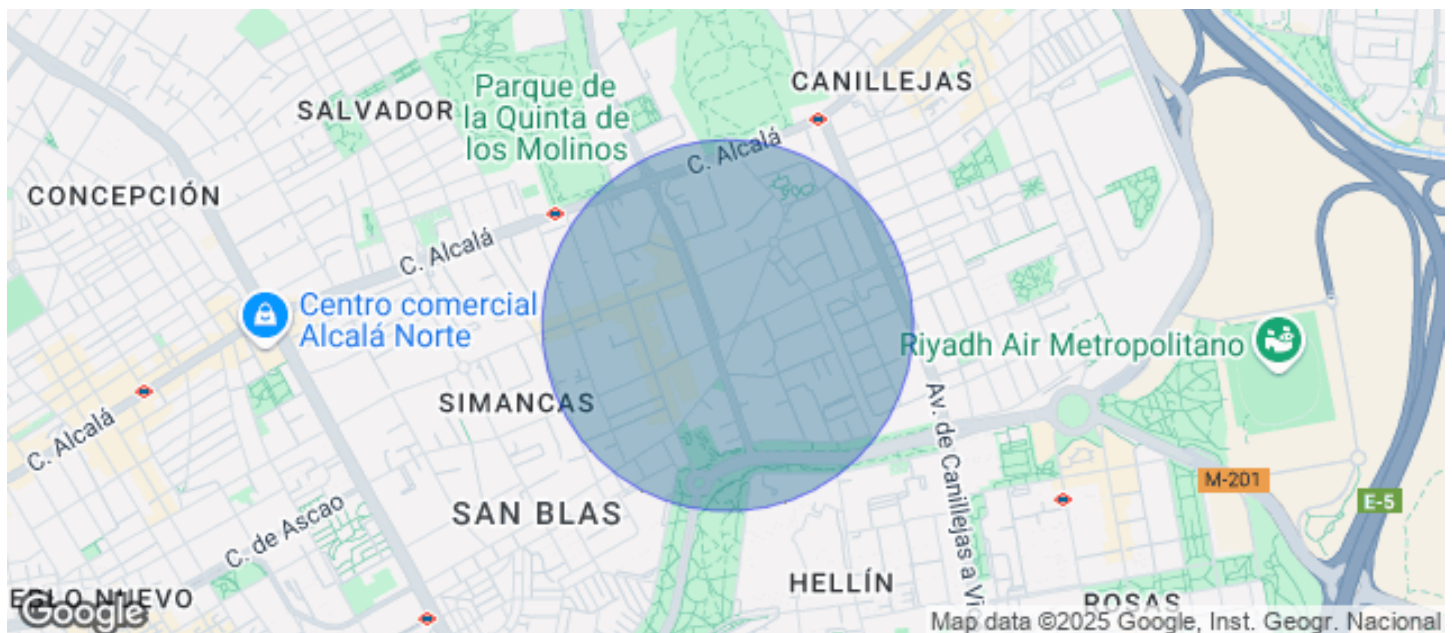 CANILLEJAS
SALVADOR
Parque de
la Quinta de
los Molinos
C. Alcalá
CONCEPCIÓN
C. Alcalá
Centro comercial
Alcalá Norte
Riyadh Air Metropolitano
SIMANCAS
C. Alcalá
Av. de Canillejas a Vi
M-201
E-5
SAN BLAS
C. de Ascao
HELLÍN
ROSAS
EBLO NUEVO
Google
Map data ©2025 Google, Inst. Geogr. Nacional